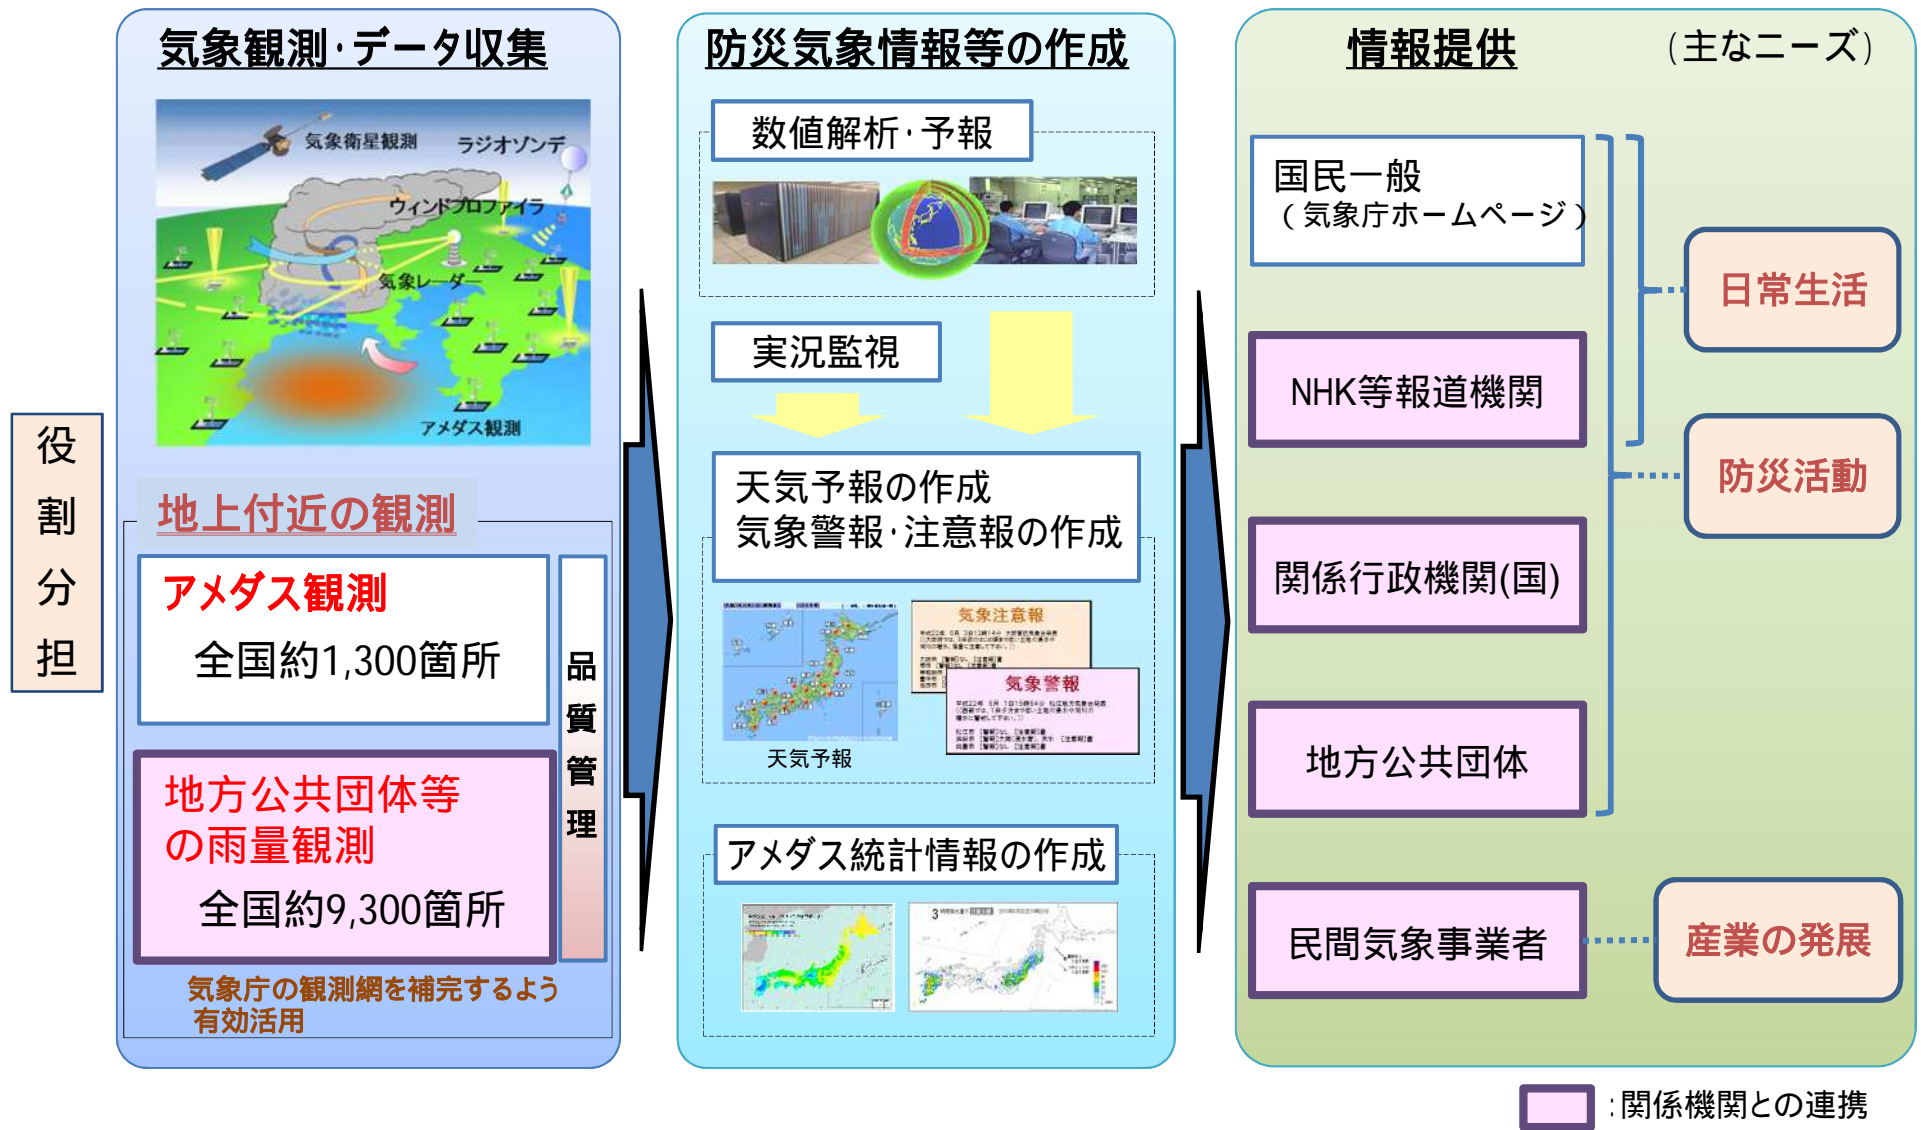 役
割
分
担
気象観測･データ収集
気象衛星観測
ラジオゾンデ
ウィンドプロファイラ
気象レーダー
アメダス観測
地上付近の観測
アメダス観測
全国約1,300箇所
地方公共団体等
の雨量観測
全国約9,300箇所
品
質
管
理
気象庁の観測網を補完するよう
有効活用
防災気象情報等の作成
数値解析･予報
実況監視
天気予報の作成
気象警報･注意報の作成
気象注意報
気象警報
天気予報
アメダス統計情報の作成
情報提供
(主なニーズ)
国民一般
(気象庁ホームページ)
NHK等報道機関
関係行政機関(国)
地方公共団体
民間気象事業者
日常生活
防災活動
産業の発展
:関係機関との連携